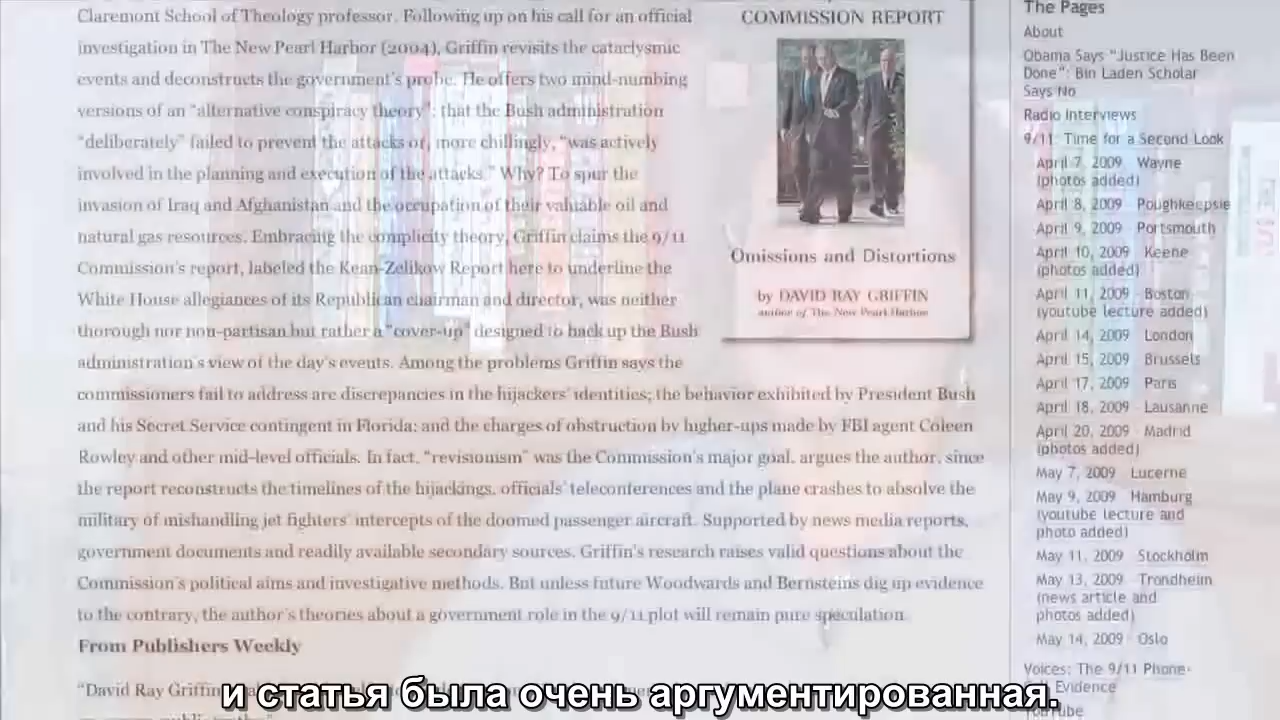 Claremont School of Theology professor. Following up on his call for an official
investigation in The New Pearl Harbor (2004), Griffin revisits the cataclysmic
events and deconstructs the government's probe. He offers two mind-numbing
versions of an "alternative conspiracy theory": that the Bush administration
"deliberately" failed to prevent the attacks or, more chillingly, "was actively
involved in the planning and execution of the attacks." Why? To spur the
invasion of Iraq and Afghanistan and the occupation of their valuable oil and
natural gas resources. Embracing the complicity theory, Griffin claims the 9/11
Commission's report, labeled the Kean-Zelikow Report here to underline the
White House allegiances of its Republican chairman and director, was neither
thorough nor non-partisan but rather a "cover-up" designed to back up the Bush
administration's view of the day's events. Among the problems Griffin says the
commissioners fail to address are discrepancies in the hijackers' identities; the behavior exhibited by President Bush
and his Secret Service contingent in Florida; and the charges of obstruction by higher-ups made by FBI agent Coleen
Rowley and other mid-level officials. In fact, "revisionism" was the Commission's major goal, argues the author, since
the report reconstructs the timelines of the hijackings, officials' teleconferences and the plane crashes to absolve the
military of mishandling jet fighters' intercepts of the doomed passenger aircraft. Supported by news media reports,
government documents and readily available secondary sources, Griffin's research raises valid questions about the
Commission's political aims and investigative methods. But unless future Woodwards and Bernsteins dig up evidence
to the contrary, the author's theories about a government role in the 9/11 plot will remain pure speculation.
From Publishers Weekly
"David Ray Griffin
COMMISSION REPORT
Omissions and Distortions
by DAVID RAY GRIFFIN
author of The New Pearl Harbor
The Pages
About
Obama Says "Justice Has Been
Done": Bin Laden Scholar
Says No
Radio Interviews
9/11: Time for a Second Look
April 7, 2009 – Wayne
(photos added)
April 8, 2009 – Poughkeepsie
April 9, 2009 – Portsmouth
April 10, 2009 – Keene
(photos added)
April 11, 2009 – Boston
(youtube lecture added)
April 14, 2009 – London
April 15, 2009 – Brussels
April 17, 2009 – Paris
April 18, 2009 – Lausanne
April 20, 2009 – Madrid
(photos added)
May 7, 2009 – Lucerne
May 9, 2009 – Hamburg
(youtube lecture and
photo added)
May 11, 2009 – Stockholm
May 13, 2009 – Trondheim
(news article and
photos added)
May 14, 2009 – Oslo
Voices: The 9/11 Phone-
Call Evidence
YouTube
и статья была очень аргументированная.